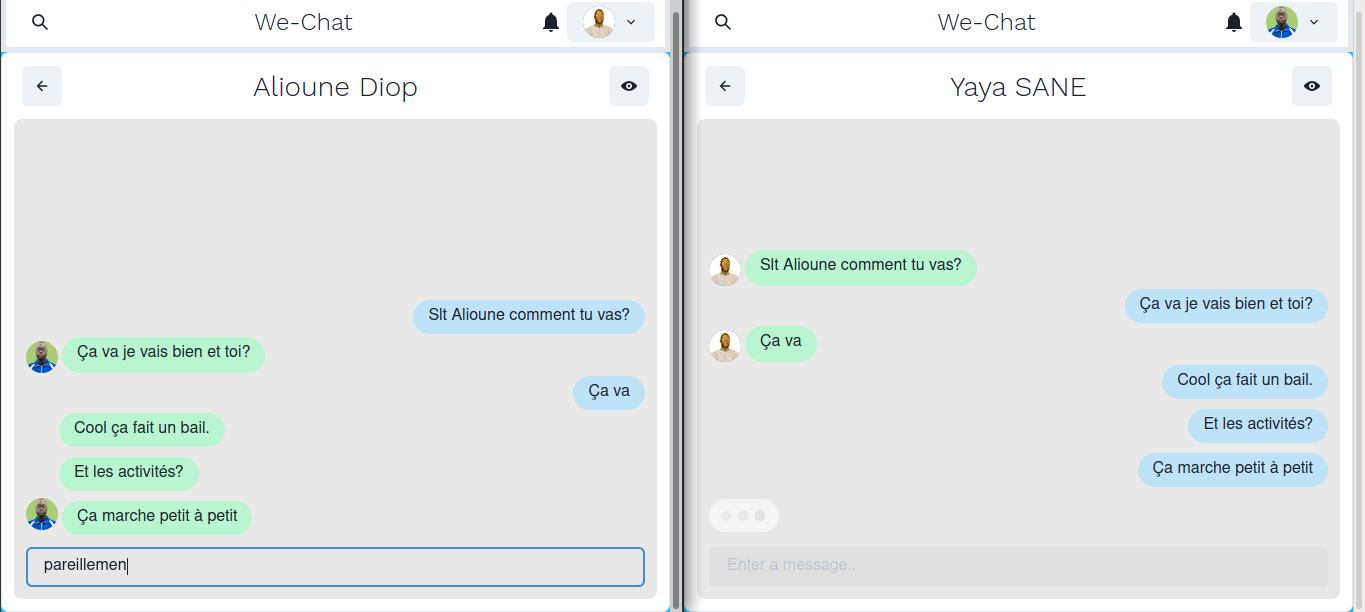 We-Chat
Alioune Diop
Slt Alioune comment tu vas?
Ça va je vais bien et toi?
Ça va
Cool ça fait un bail.
Et les activités?
Ça marche petit à petit
pareillemen
We-Chat
Yaya SANE
Slt Alioune comment tu vas?
Ça va je vais bien et toi?
Ça va
Cool ça fait un bail.
Et les activités?
Ça marche petit à petit
Enter a message..